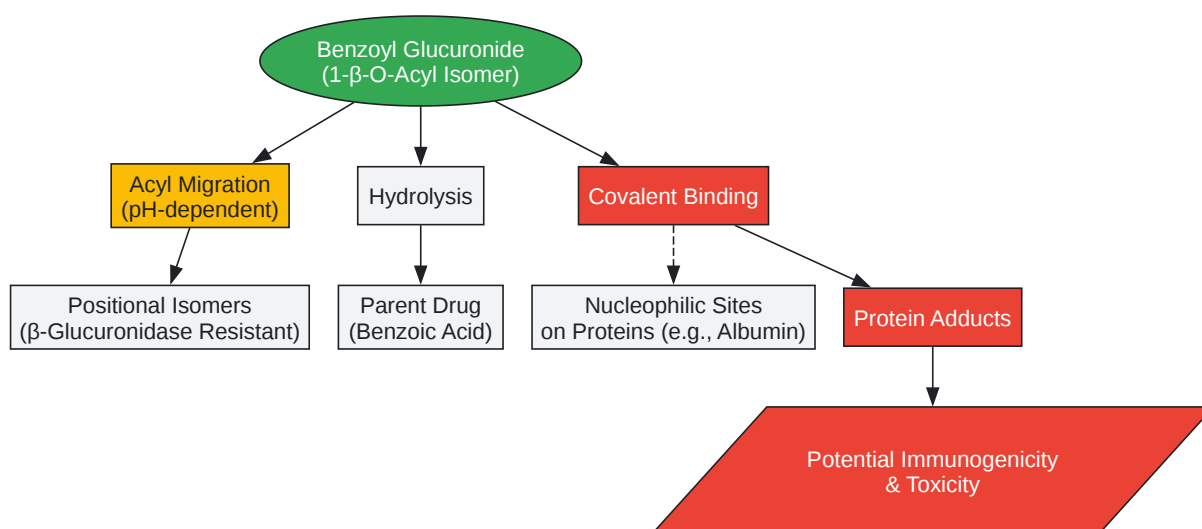 Benzoyl Glucuronide
(1-β-O-Acyl Isomer)
Acyl Migration
(pH-dependent)
Hydrolysis
Covalent Binding
Positional Isomers
(β-Glucuronidase Resistant)
Parent Drug
(Benzoic Acid)
Nucleophilic Sites
on Proteins (e.g., Albumin)
Protein Adducts
Potential Immunogenicity
& Toxicity